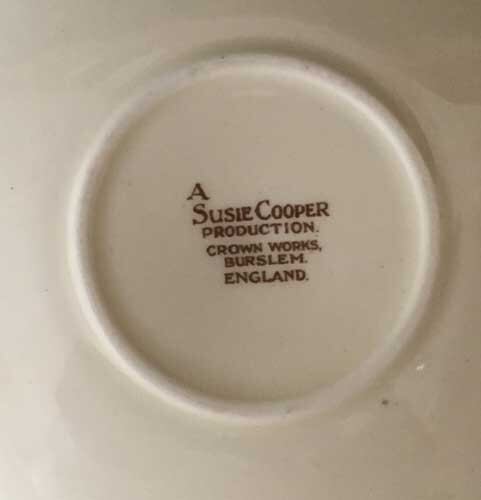 A
SUSIE COOPER
PRODUCTION.
CROWN WORKS,
BURSLEM.
ENGLAND.